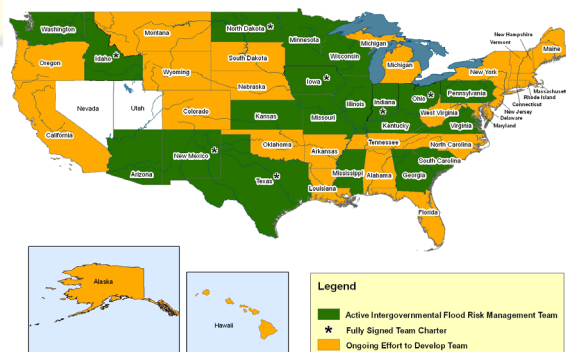 Washington
Montana
North Dakota *
Minnesota
Michigan
New Hampshire
Vermont
Maine
Oregon
Idaho *
South Dakota
Wisconsin
Michigan
New York
Wyoming
Iowa *
Massachuset
Rhode Island
Connecticut
New Jersey
Delaware
Maryland
Nebraska
Nevada
Utah
Colorado
Kansas
Missouri
Illinois
Indiana *
Ohio *
Pennsylvania
West Virginia
Virginia
Kentucky
California
Arizona
New Mexico *
Oklahoma
Arkansas
Tennessee
North Carolina
South Carolina
Texas *
Louisiana
Mississippi
Alabama
Georgia
Florida
Alaska
Hawaii
Legend
Active Intergovernmental Flood Risk Management Team
* Fully Signed Team Charter
Ongoing Effort to Develop Team